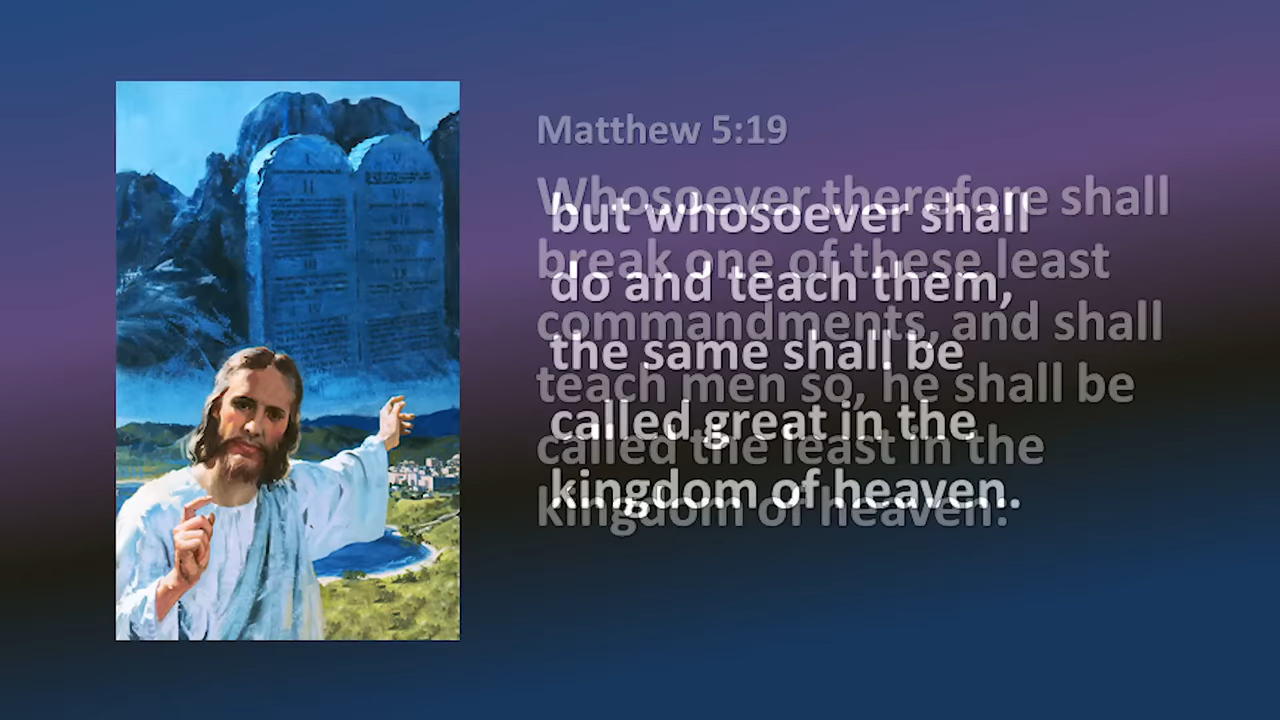 Matthew 5:19
Whosoever therefore shall
break one of these least
commandments, and shall
teach men so, he shall be
called the least in the
kingdom of heaven:
but whosoever shall
do and teach them,
the same shall be
called great in the
kingdom of heaven.